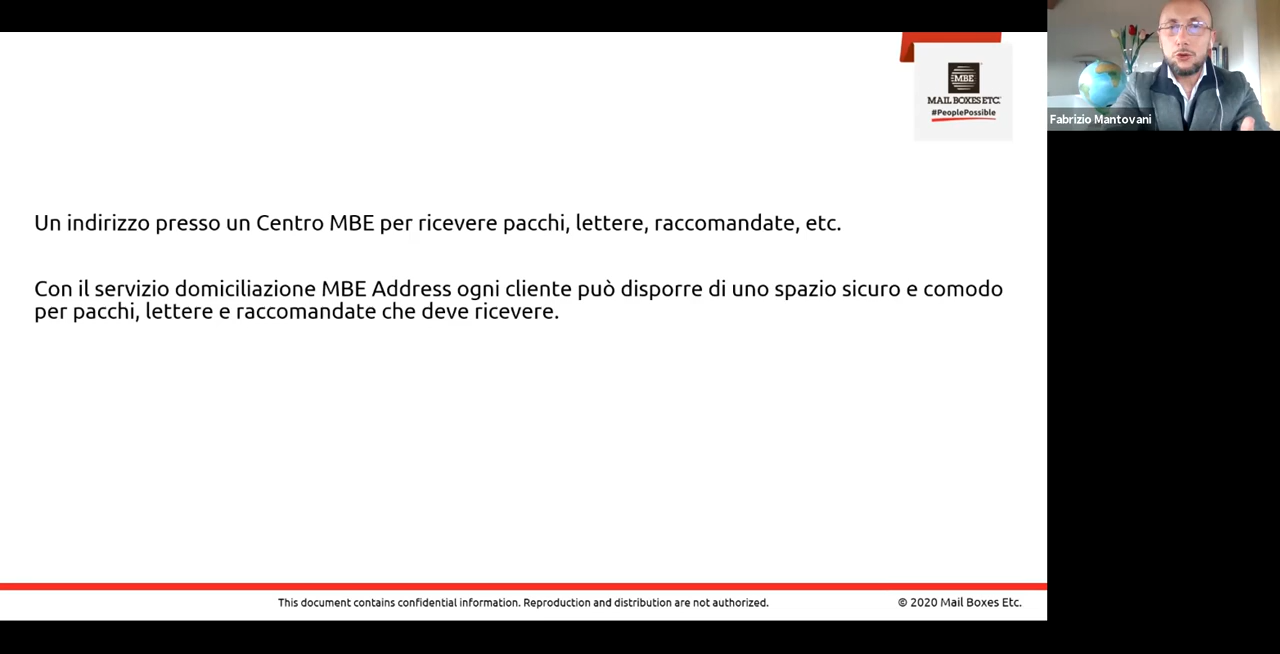 MBE
MAIL BOXES ETC.
#PeoplePossible
Fabrizio Mantovani
Un indirizzo presso un Centro MBE per ricevere pacchi, lettere, raccomandate, etc.
Con il servizio domiciliazione MBE Address ogni cliente può disporre di uno spazio sicuro e comodo
per pacchi, lettere e raccomandate che deve ricevere.
This document contains confidential information. Reproduction and distribution are not authorized.
© 2020 Mail Boxes Etc.